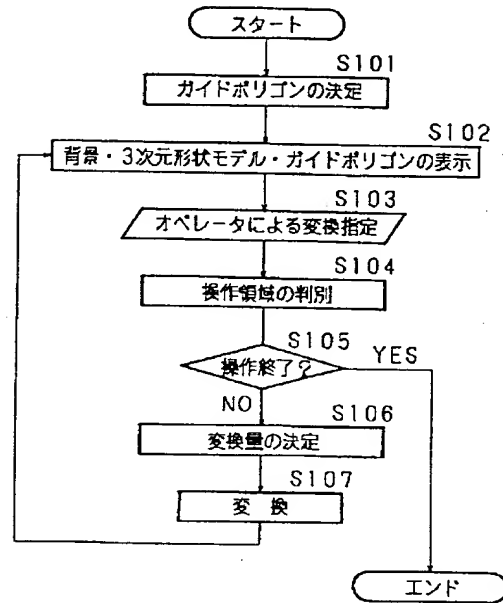 スタート
S101
ガイドポリゴンの決定
S102
背景・3次元形状モデル・ガイドポリゴンの表示
S103
オペレータによる変換指定
S104
操作領域の判別
S105
操作終了?
YES
NO
S106
変換量の決定
S107
変 換
エンド